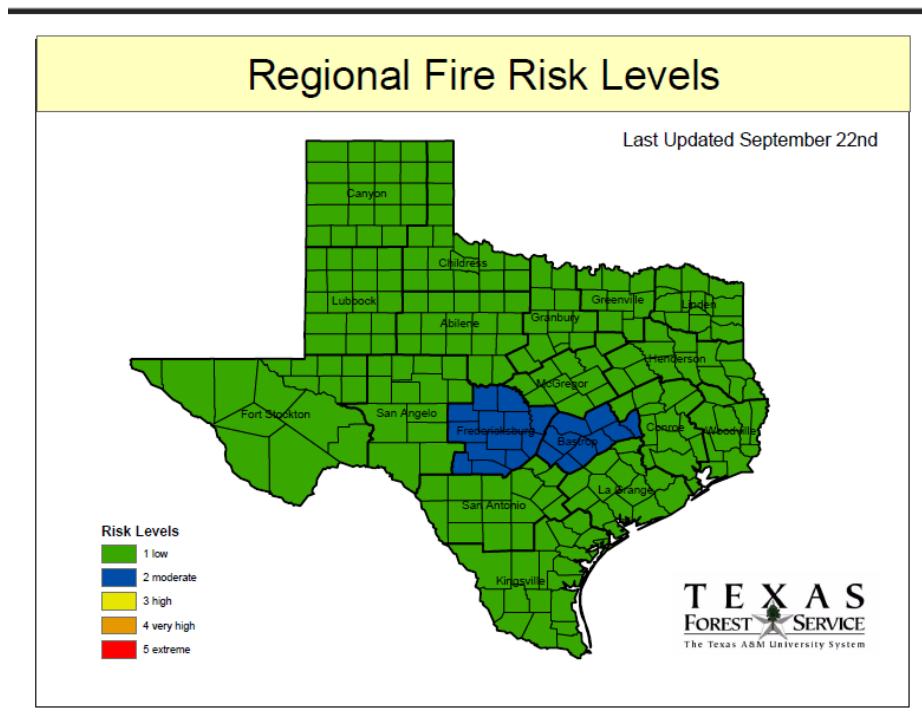 Regional Fire Risk Levels
Last Updated September 22nd
Canyon
Childress
Lubbock
Abilene
Granbury
Greenville
Linden
Henderson
McGregor
Fort Stockton
San Angelo
Fredericksburg
Bastrop
Conroe
Woodville
La Grange
San Antonio
Kingsville
Risk Levels
1 low
2 moderate
3 high
4 very high
5 extreme
TEXAS
FOREST SERVICE
The Texas A&M University System